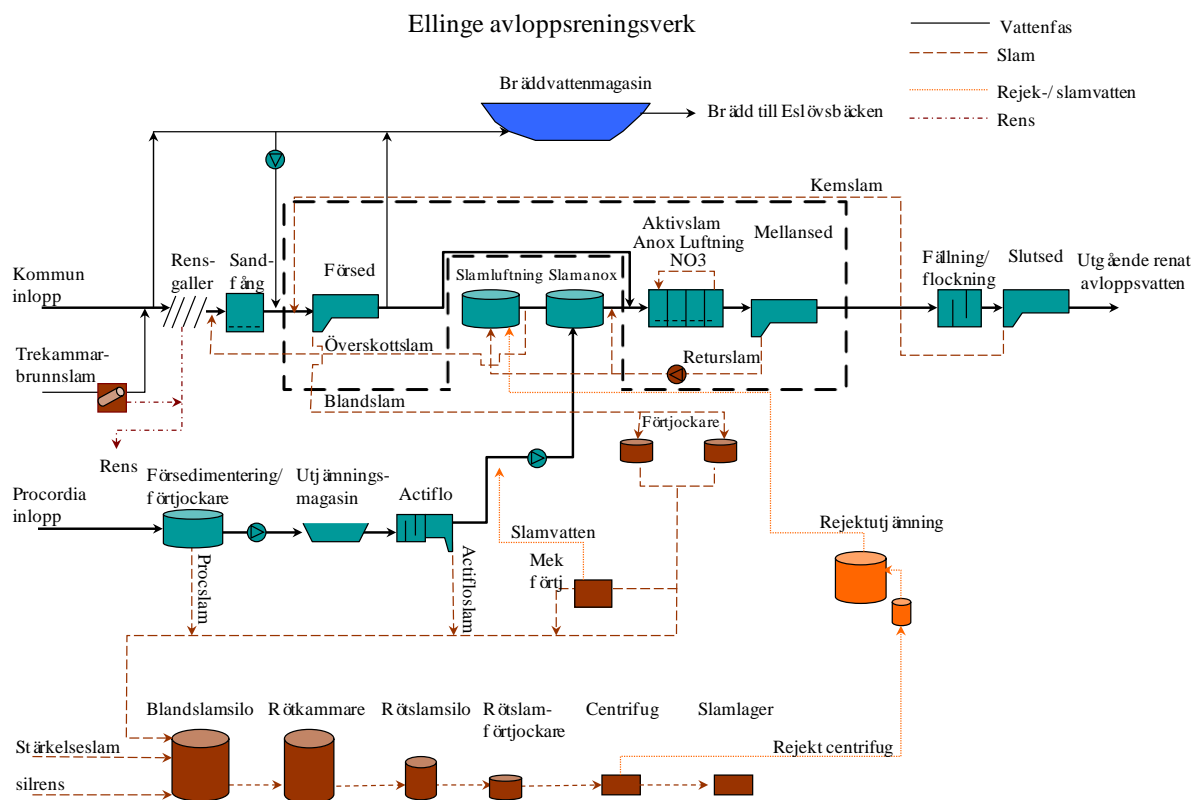 Ellinge avloppsreningsverk
Vattenfas
Slam
Rejek-/ slamvatten
Rens
Bräddvattenmagasin
Brädd till Eslövsbäcken
Kemslam
Aktivslam
Anox Luftning
NO3
Mellansed
Kommun
inlopp
Rens-
galler
Sand-
fång
Försed
Slamluftning
Slamanox
Fällning/
flockning
Slutsed
Utgående renat
avloppsvatten
Trekammar-
brunnslam
Överskottslam
Returslam
Blandslam
Förtjockare
Rens
Procordia
inlopp
Försedimentering/
förtjockare
Utjämnings-
magasin
Actiflo
Slamvatten
Mek
förtj
Rejektutjämning
Procslam
Actifloslam
Blandslamsilo
Rötkammare
Rötslamsilo
Rötslam-
förtjockare
Centrifug
Slamlager
Stärkelseslam
silrens
Rejekt centrifug